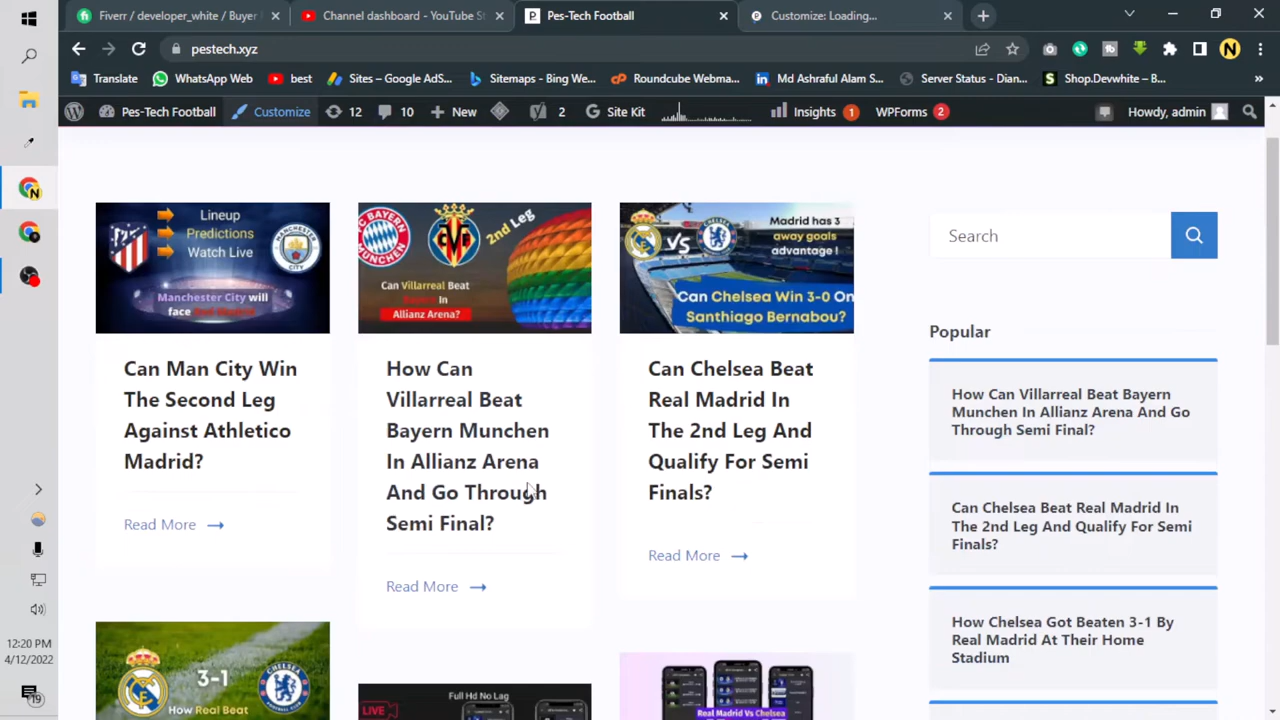 Fiverr / developer_white / Buyer
Channel dashboard - YouTube St
Pes-Tech Football
Customize: Loading...
pestech.xyz
Translate
WhatsApp Web
best
Sites – Google AdS...
Sitemaps - Bing We...
Roundcube Webma...
Md Ashraful Alam S...
Server Status - Dian...
Shop.Devwhite – B...
»
Pes-Tech Football
Customize
12
10
New
2
Site Kit
Insights
1
WPForms
2
Howdy, admin
Lineup
Predictions
Watch Live
MANCHESTER
CITY
Manchester City will
face Real Madrid
Can Man City Win
The Second Leg
Against Athletico
Madrid?
Read More
2nd Leg
Can Villarreal Beat
Bayern In
Allianz Arena?
How Can
Villarreal Beat
Bayern Munchen
In Allianz Arena
And Go Through
Semi Final?
Read More
VS
Madrid has 3
away goals
advantage !
Can Chelsea Win 3-0 On
Santhiago Bernabou?
Can Chelsea Beat
Real Madrid In
The 2nd Leg And
Qualify For Semi
Finals?
Read More
Search
Popular
How Can Villarreal Beat Bayern
Munchen In Allianz Arena And Go
Through Semi Final?
Can Chelsea Beat Real Madrid In
The 2nd Leg And Qualify For Semi
Finals?
How Chelsea Got Beaten 3-1 By
Real Madrid At Their Home
Stadium
3-1
How Real Beat
Full Hd No Lag
LIVE
Real Madrid Vs Chelsea
12:20 PM
4/12/2022
19